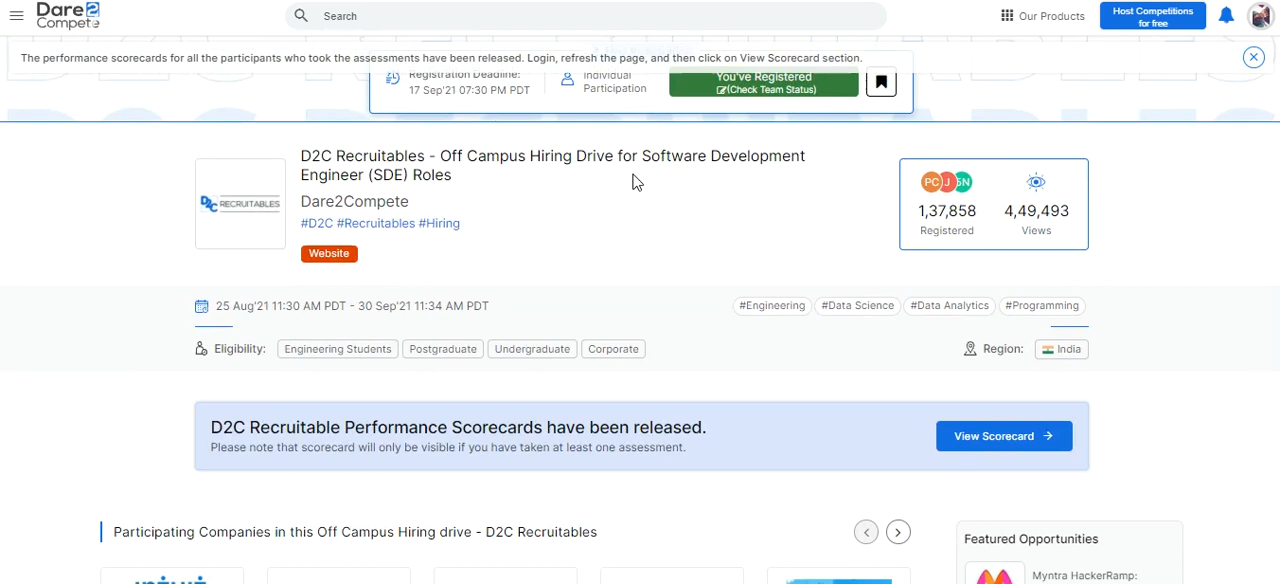 Dare2
Compete
Search
Our Products
Host Competitions
for free
The performance scorecards for all the participants who took the assessments have been released. Login, refresh the page, and then click on View Scorecard section.
Registration Deadline:
17 Sep'21 07:30 PM PDT
Individual
Participation
You've Registered
(Check Team Status)
D2C Recruitables - Off Campus Hiring Drive for Software Development
Engineer (SDE) Roles
Dare2Compete
#D2C #Recruitables #Hiring
Website
D2C RECRUITABLES
PC J SN
1,37,858
Registered
4,49,493
Views
25 Aug'21 11:30 AM PDT - 30 Sep'21 11:34 AM PDT
#Engineering #Data Science #Data Analytics #Programming
Eligibility: Engineering Students Postgraduate Undergraduate Corporate
Region: India
D2C Recruitable Performance Scorecards have been released.
Please note that scorecard will only be visible if you have taken at least one assessment.
View Scorecard
Participating Companies in this Off Campus Hiring drive - D2C Recruitables
Featured Opportunities
Myntra HackerRamp: